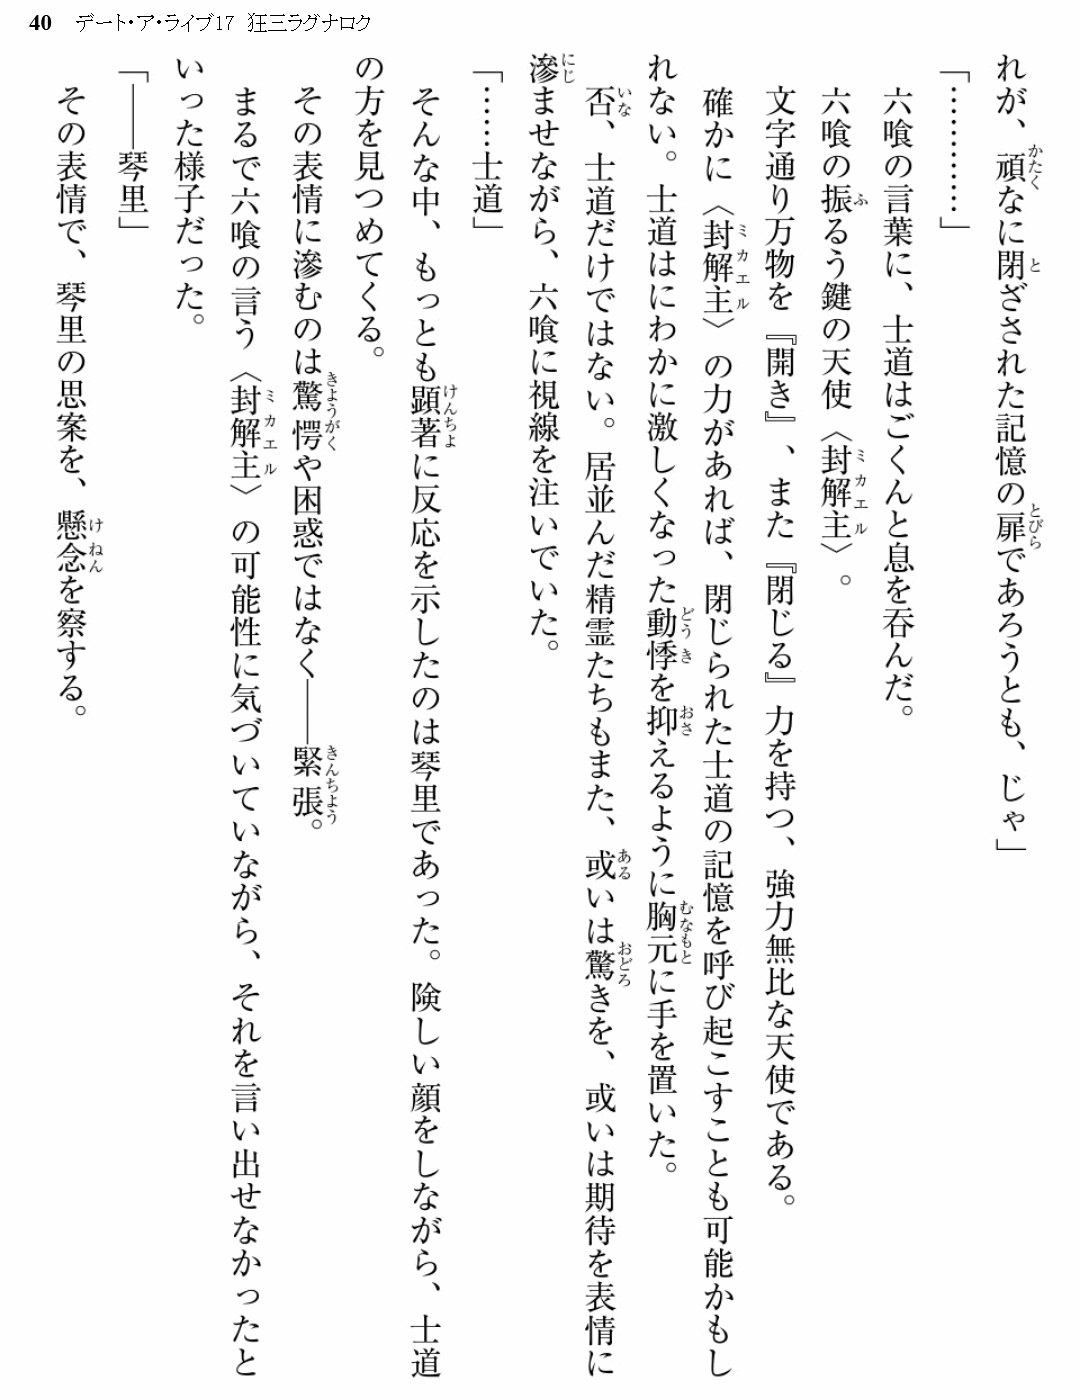 40 デート・ア・ライブ17 狂三ラグナロク
れが、頑なに閉ざされた記憶の扉であろうとも、じゃ」
「…………」
六喰の言葉に、士道はごくんと息を呑んだ。
六喰の振るう鍵の天使〈封解主〉。
文字通り万物を『開き』、また『閉じる』力を持つ、強力無比な天使である。
確かに〈封解主〉の力があれば、閉じられた士道の記憶を呼び起こすことも可能かもし
れない。士道はにわかに激しくなった動悸を抑えるように胸元に手を置いた。
否、士道だけではない。居並んだ精霊たちもまた、或いは驚きを、或いは期待を表情に
滲ませながら、六喰に視線を注いでいた。
「……士道」
そんな中、もっとも顕著に反応を示したのは琴里であった。険しい顔をしながら、士道
の方を見つめてくる。
その表情に滲むのは驚愕や困惑ではなく――緊張。
まるで六喰の言う〈封解主〉の可能性に気づいていながら、それを言い出せなかったと
いった様子だった。
「――琴里」
その表情で、琴里の思案を、懸念を察する。